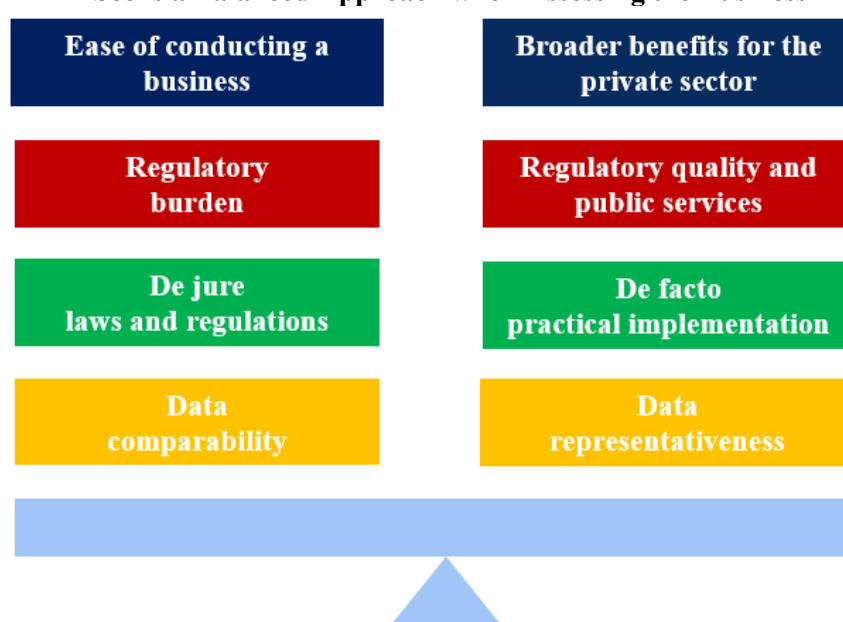 Ease of conducting a
business
Broader benefits for the
private sector
Regulatory
burden
Regulatory quality and
public services
De jure
laws and regulations
De facto
practical implementation
Data
comparability
Data
representativeness